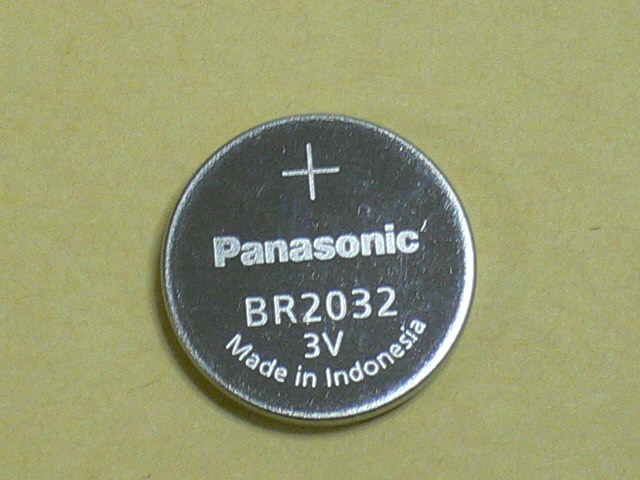 +
Panasonic
BR2032
3V
Made in Indonesia